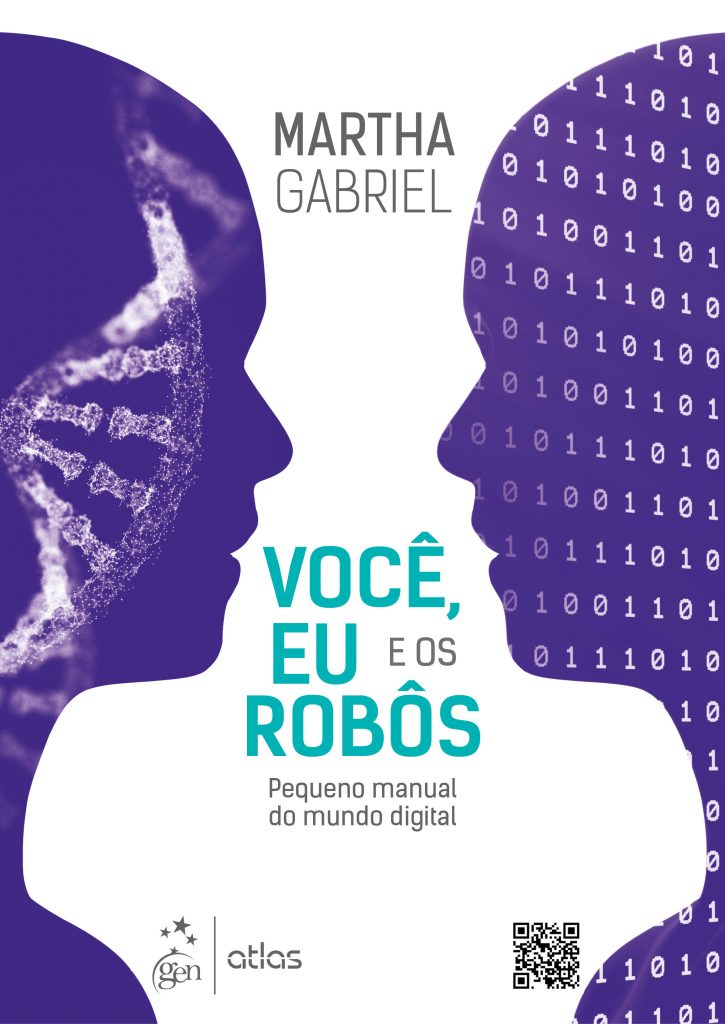 MARTHA
GABRIEL
VOCÊ,
EU E OS
ROBÔS
Pequeno manual
do mundo digital
gen atlas